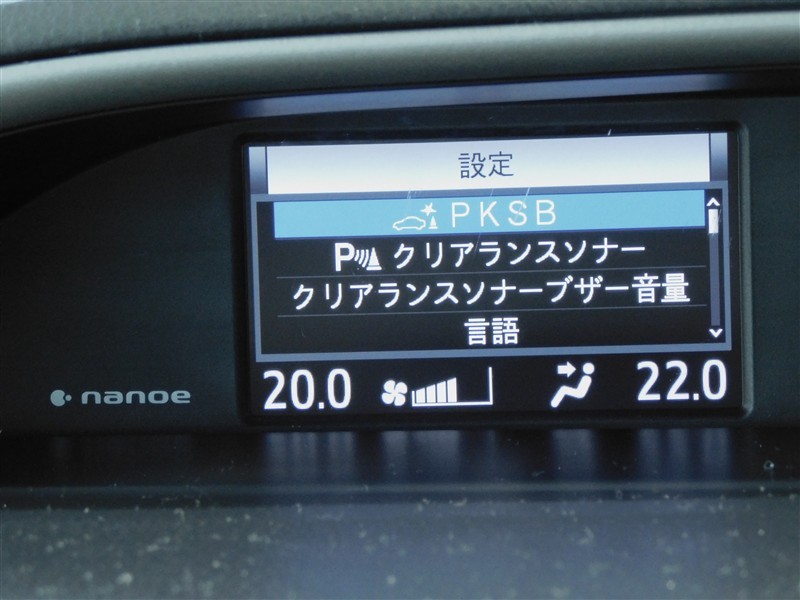 設定
PKSB
P クリアランスソナー
クリアランスソナーブザー音量
言語
20.0 22.0
nanoe